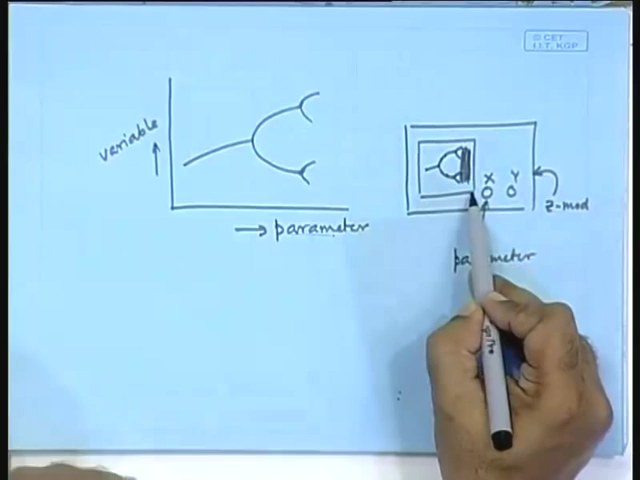 © CET
I.I.T. KGP
variable
parameter
X Y
Z-mod
parameter